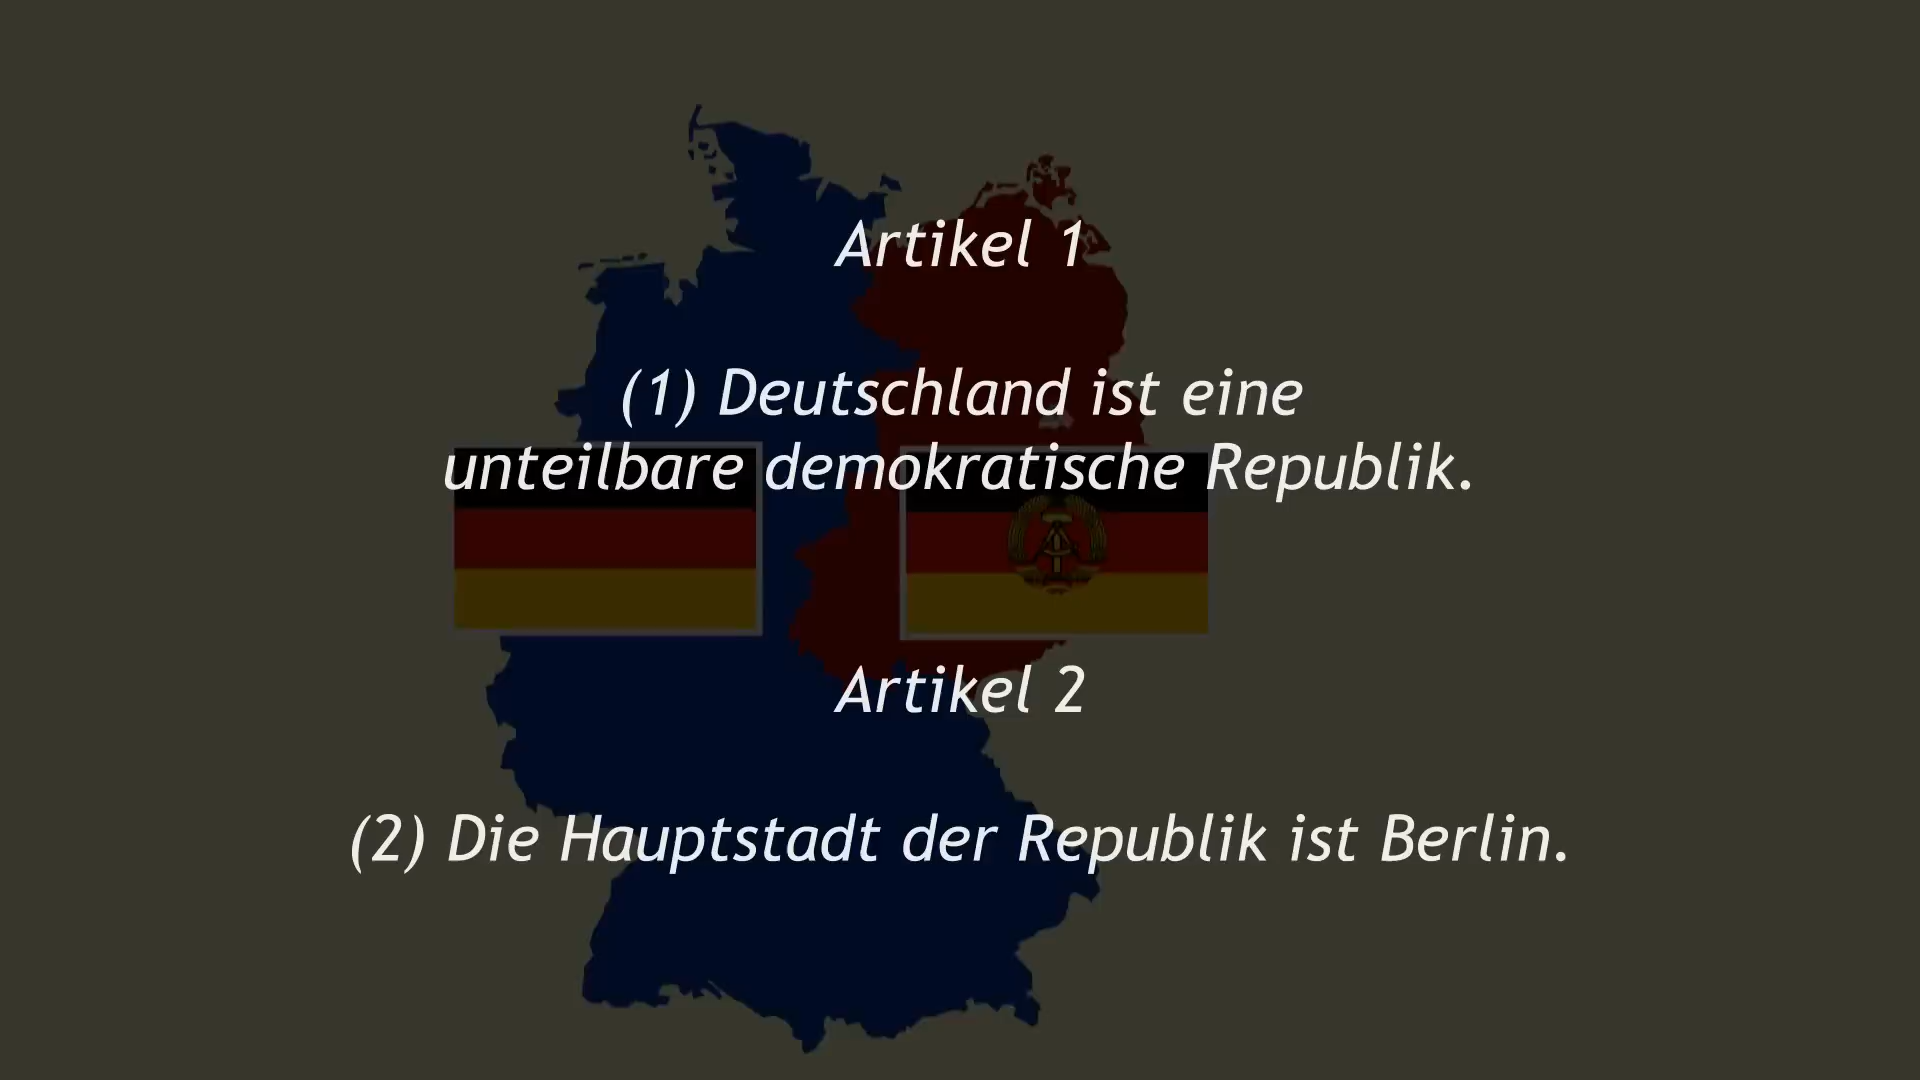 Artikel 1
(1) Deutschland ist eine
unteilbare demokratische Republik.
Artikel 2
(2) Die Hauptstadt der Republik ist Berlin.